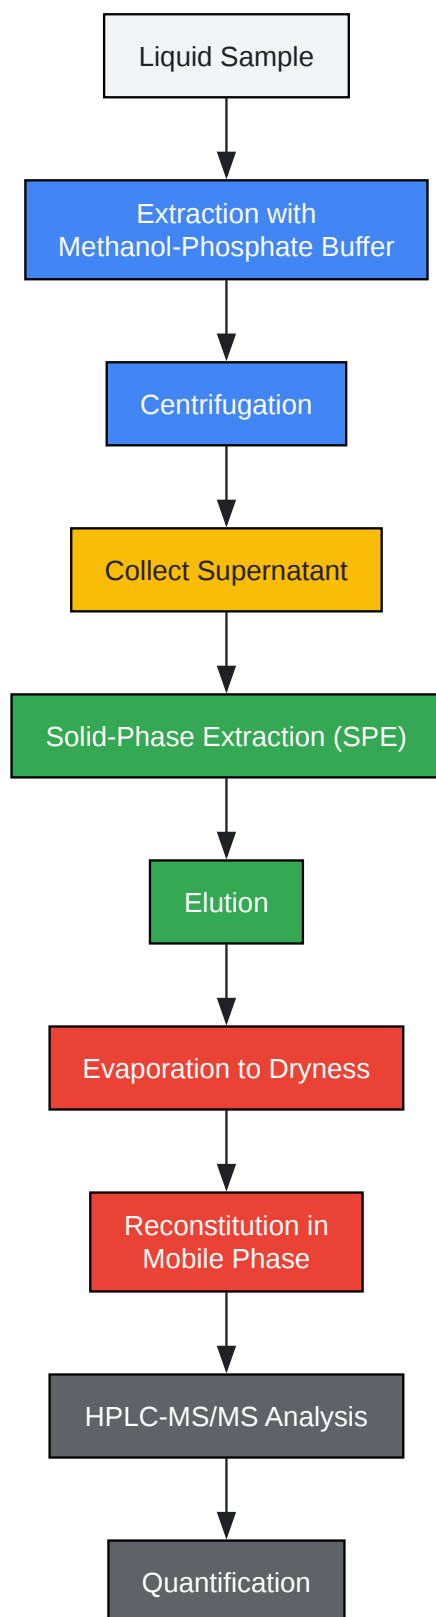 Liquid Sample
Extraction with
Methanol-Phosphate Buffer
Centrifugation
Collect Supernatant
Solid-Phase Extraction (SPE)
Elution
Evaporation to Dryness
Reconstitution in
Mobile Phase
HPLC-MS/MS Analysis
Quantification